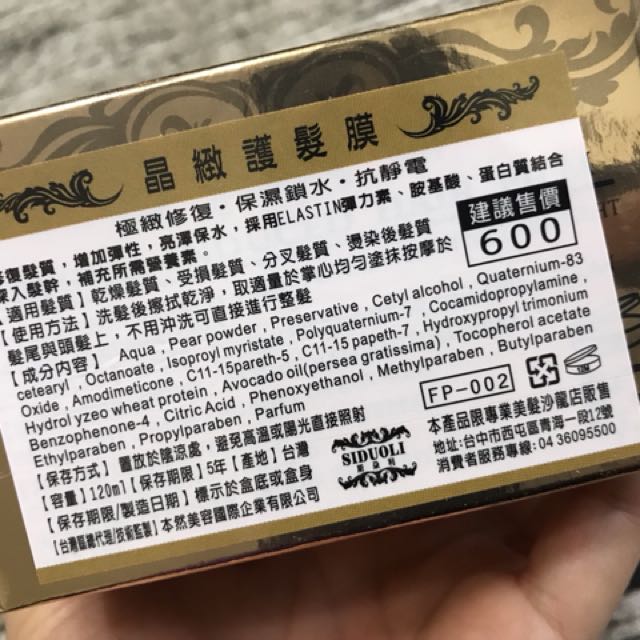 晶緻護髮膜
極緻修復・保濕鎖水・抗靜電
修復髮質，增加彈性，亮澤保水，採用ELASTIN彈力素、胺基酸、蛋白質結合
深入髮幹，補充所需營養素。
【適用髮質】乾燥髮質、受損髮質、分叉髮質、燙染後髮質
【使用方法】洗髮後擦拭乾淨，取適量於掌心均勻塗抹按摩於
髮尾與頭髮上，不用沖洗可直接進行整髮
建議售價
600
【成分內容】Aqua , Pear powder , Preservative , Cetyl alcohol , Quaternium-83
cetearyl , Octanoate , Isoproyl myristate , Polyquaternium-7 , Cocamidopropylamine ,
Oxide , Amodimeticone , C11-15pareth-5 , C11-15 papeth-7 , Hydroxypropyl trimonium
Hydrol yzeo wheat protein , Avocado oil(persea gratissima) , Tocopherol acetate
Benzophenone-4 , Citric Acid , Phenoxyethanol , Methylparaben , Butylparaben
Ethylparaben , Propylparaben , Parfum
【保存方式】置放於陰涼處，避免高溫或陽光直接照射
【容量】120ml【保存期限】5年【產地】台灣
【保存期限/製造日期】標示於盒底或盒身
【台灣區總代理/技術監製】本然美容國際企業有限公司
SIDUOLI
FP-002
12M
本產品限專業美髮沙龍店販售
地址:台中市西屯區青海一段12號
消費者服務專線:04 36095500